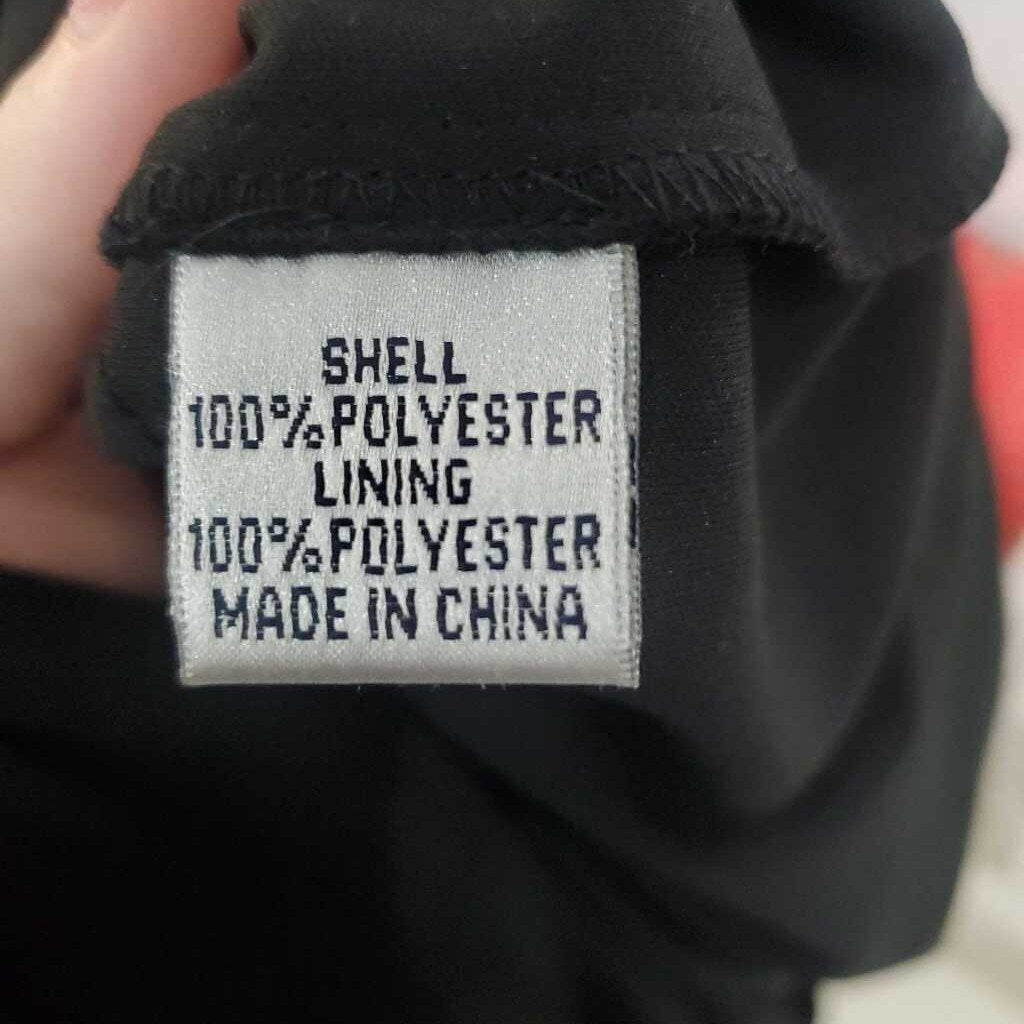 SHELL
100%POLYESTER
LINING
100%POLYESTER
MADE IN CHINA